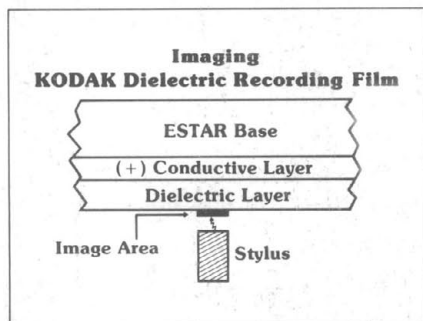 Imaging
KODAK Dielectric Recording Film
ESTAR Base
(+) Conductive Layer
Dielectric Layer
Image Area
Stylus